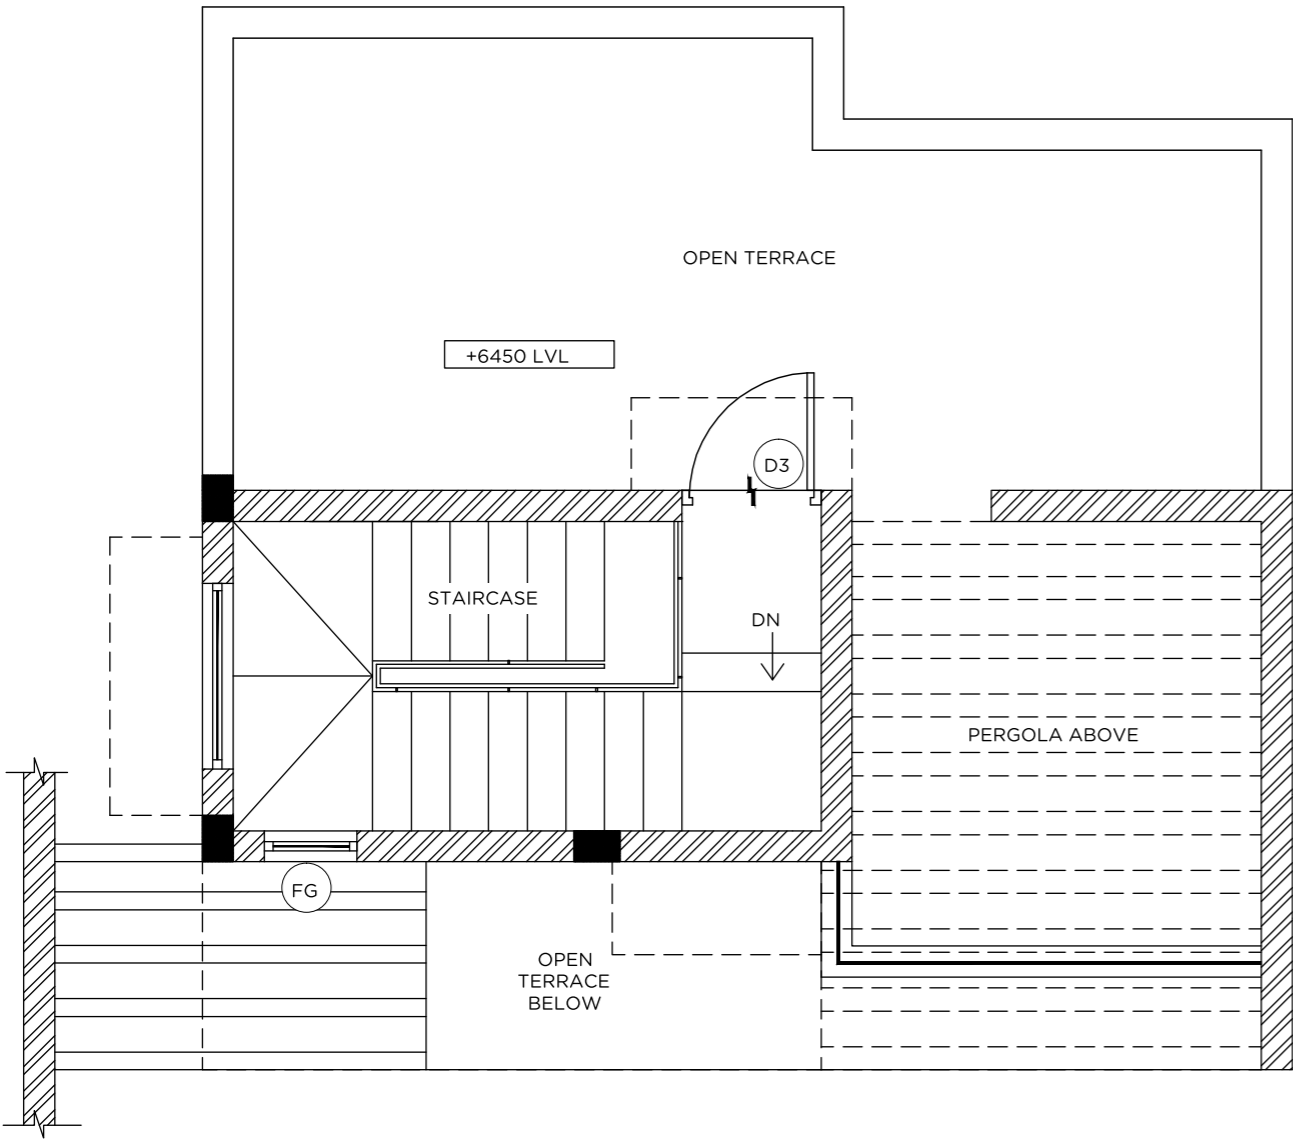 OPEN TERRACE
+6450 LVL
D3
STAIRCASE
DN
PERGOLA ABOVE
FG
OPEN
TERRACE
BELOW